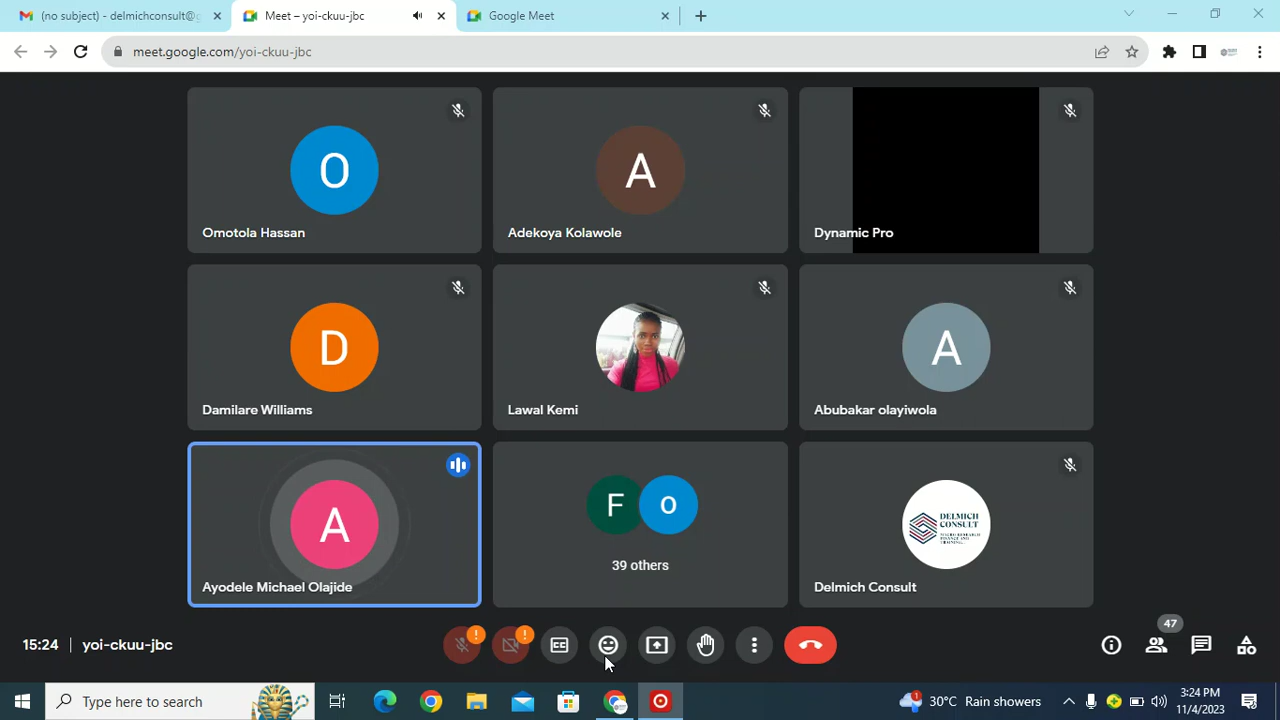 (no subject) - delmichconsult@g
Meet – yoi-ckuu-jbc
Google Meet
meet.google.com/yoi-ckuu-jbc
O
Omotola Hassan
A
Adekoya Kolawole
Dynamic Pro
D
Damilare Williams
Lawal Kemi
A
Abubakar olayiwola
A
Ayodele Michael Olajide
F
o
39 others
DELMICH
CONSULT
Delmich Consult
15:24
yoi-ckuu-jbc
!
!
CC
47
Type here to search
1
30°C Rain showers
3:24 PM
11/4/2023